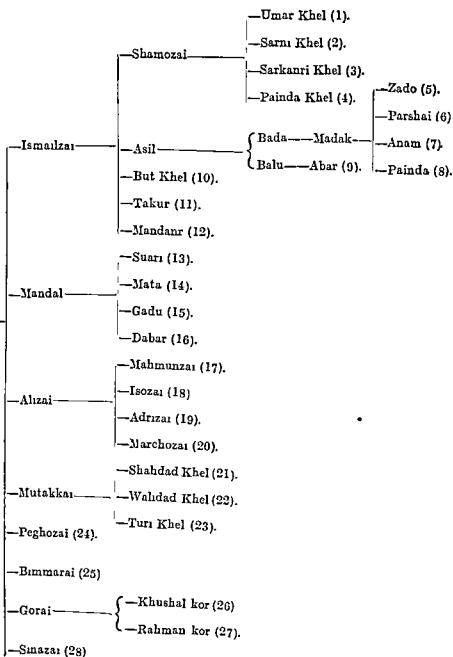 Umar Khel (1).
Sarni Khel (2).
Shamozai
Sarkanri Khel (3).
Painda Khel (4).
Zado (5).
Parshai (6)
Ismailzai
Asil
Bada
Madak
Anam (7).
Balu
Abar (9).
Painda (8).
But Khel (10).
Takur (11).
Mandanr (12).
Suari (13).
Mandal
Mata (14).
Gadu (15).
Dabar (16).
Mahmunzai (17).
Alizai
Isozai (18)
Adrizai (19).
Marchozai (20).
Shahdad Khel (21).
Mutakkai
Wahdad Khel (22).
Turi Khel (23).
Peghozai (24).
Bimmarai (25)
Gorai
Khushal kor (26)
Rahman kor (27).
Sinazai (28)